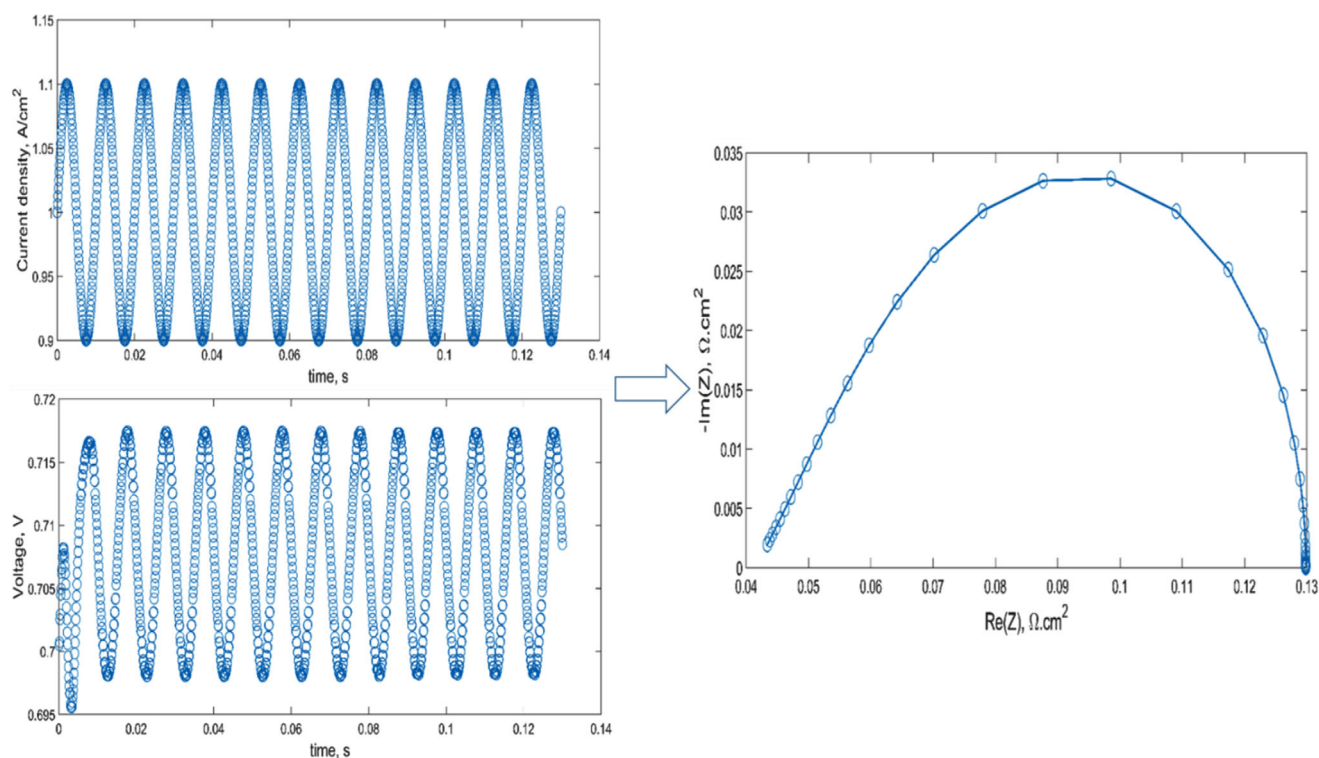 1.15
1.1
1.05
1
0.95
0.9
Current density, A/cm²
0 0.02 0.04 0.06 0.08 0.1 0.12 0.14
time, s
0.72
0.715
0.71
0.705
0.7
0.695
Voltage, V
0 0.02 0.04 0.06 0.08 0.1 0.12 0.14
time, s
0.035
0.03
0.025
0.02
0.015
0.01
0.005
0
-Im(Z), Ω.cm²
0.04 0.05 0.06 0.07 0.08 0.09 0.1 0.11 0.12 0.13
Re(Z), Ω.cm²